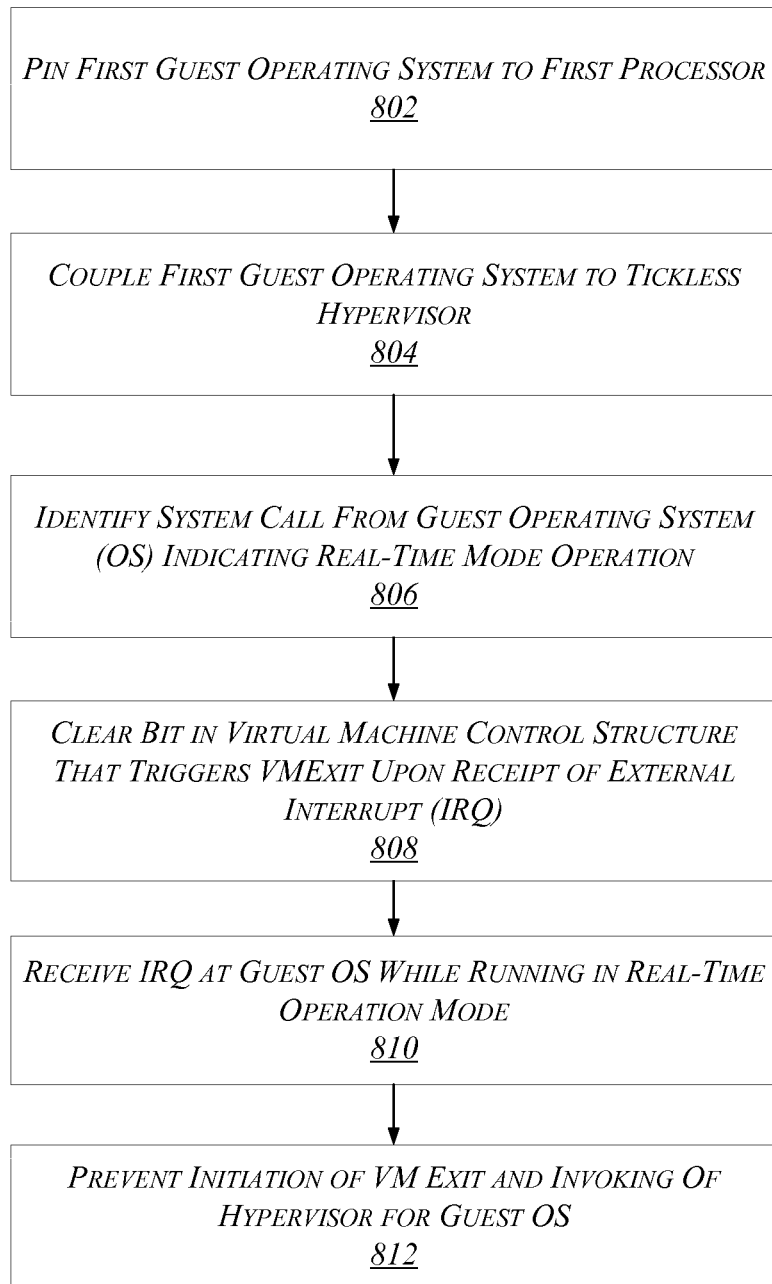 PIN FIRST GUEST OPERATING SYSTEM TO FIRST PROCESSOR
802
COUPLE FIRST GUEST OPERATING SYSTEM TO TICKLESS
HYPERVISOR
804
IDENTIFY SYSTEM CALL FROM GUEST OPERATING SYSTEM
(OS) INDICATING REAL-TIME MODE OPERATION
806
CLEAR BIT IN VIRTUAL MACHINE CONTROL STRUCTURE
THAT TRIGGERS VMEXIT UPON RECEIPT OF EXTERNAL
INTERRUPT (IRQ)
808
RECEIVE IRQ AT GUEST OS WHILE RUNNING IN REAL-TIME
OPERATION MODE
810
PREVENT INITIATION OF VM EXIT AND INVOKING OF
HYPERVISOR FOR GUEST OS
812